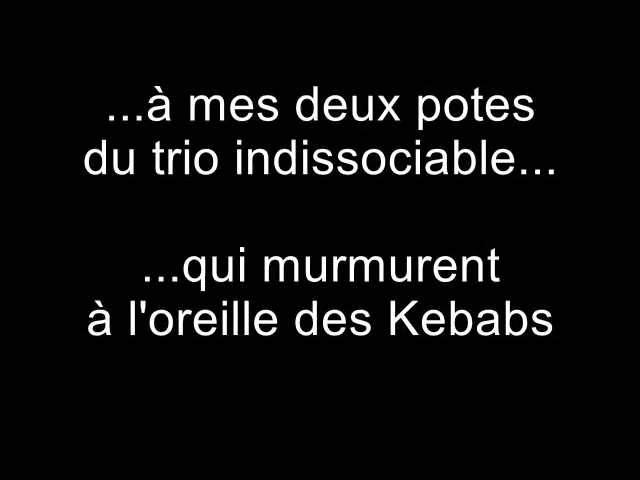 ...à mes deux potes
du trio indissociable...
...qui murmurent
à l'oreille des Kebabs